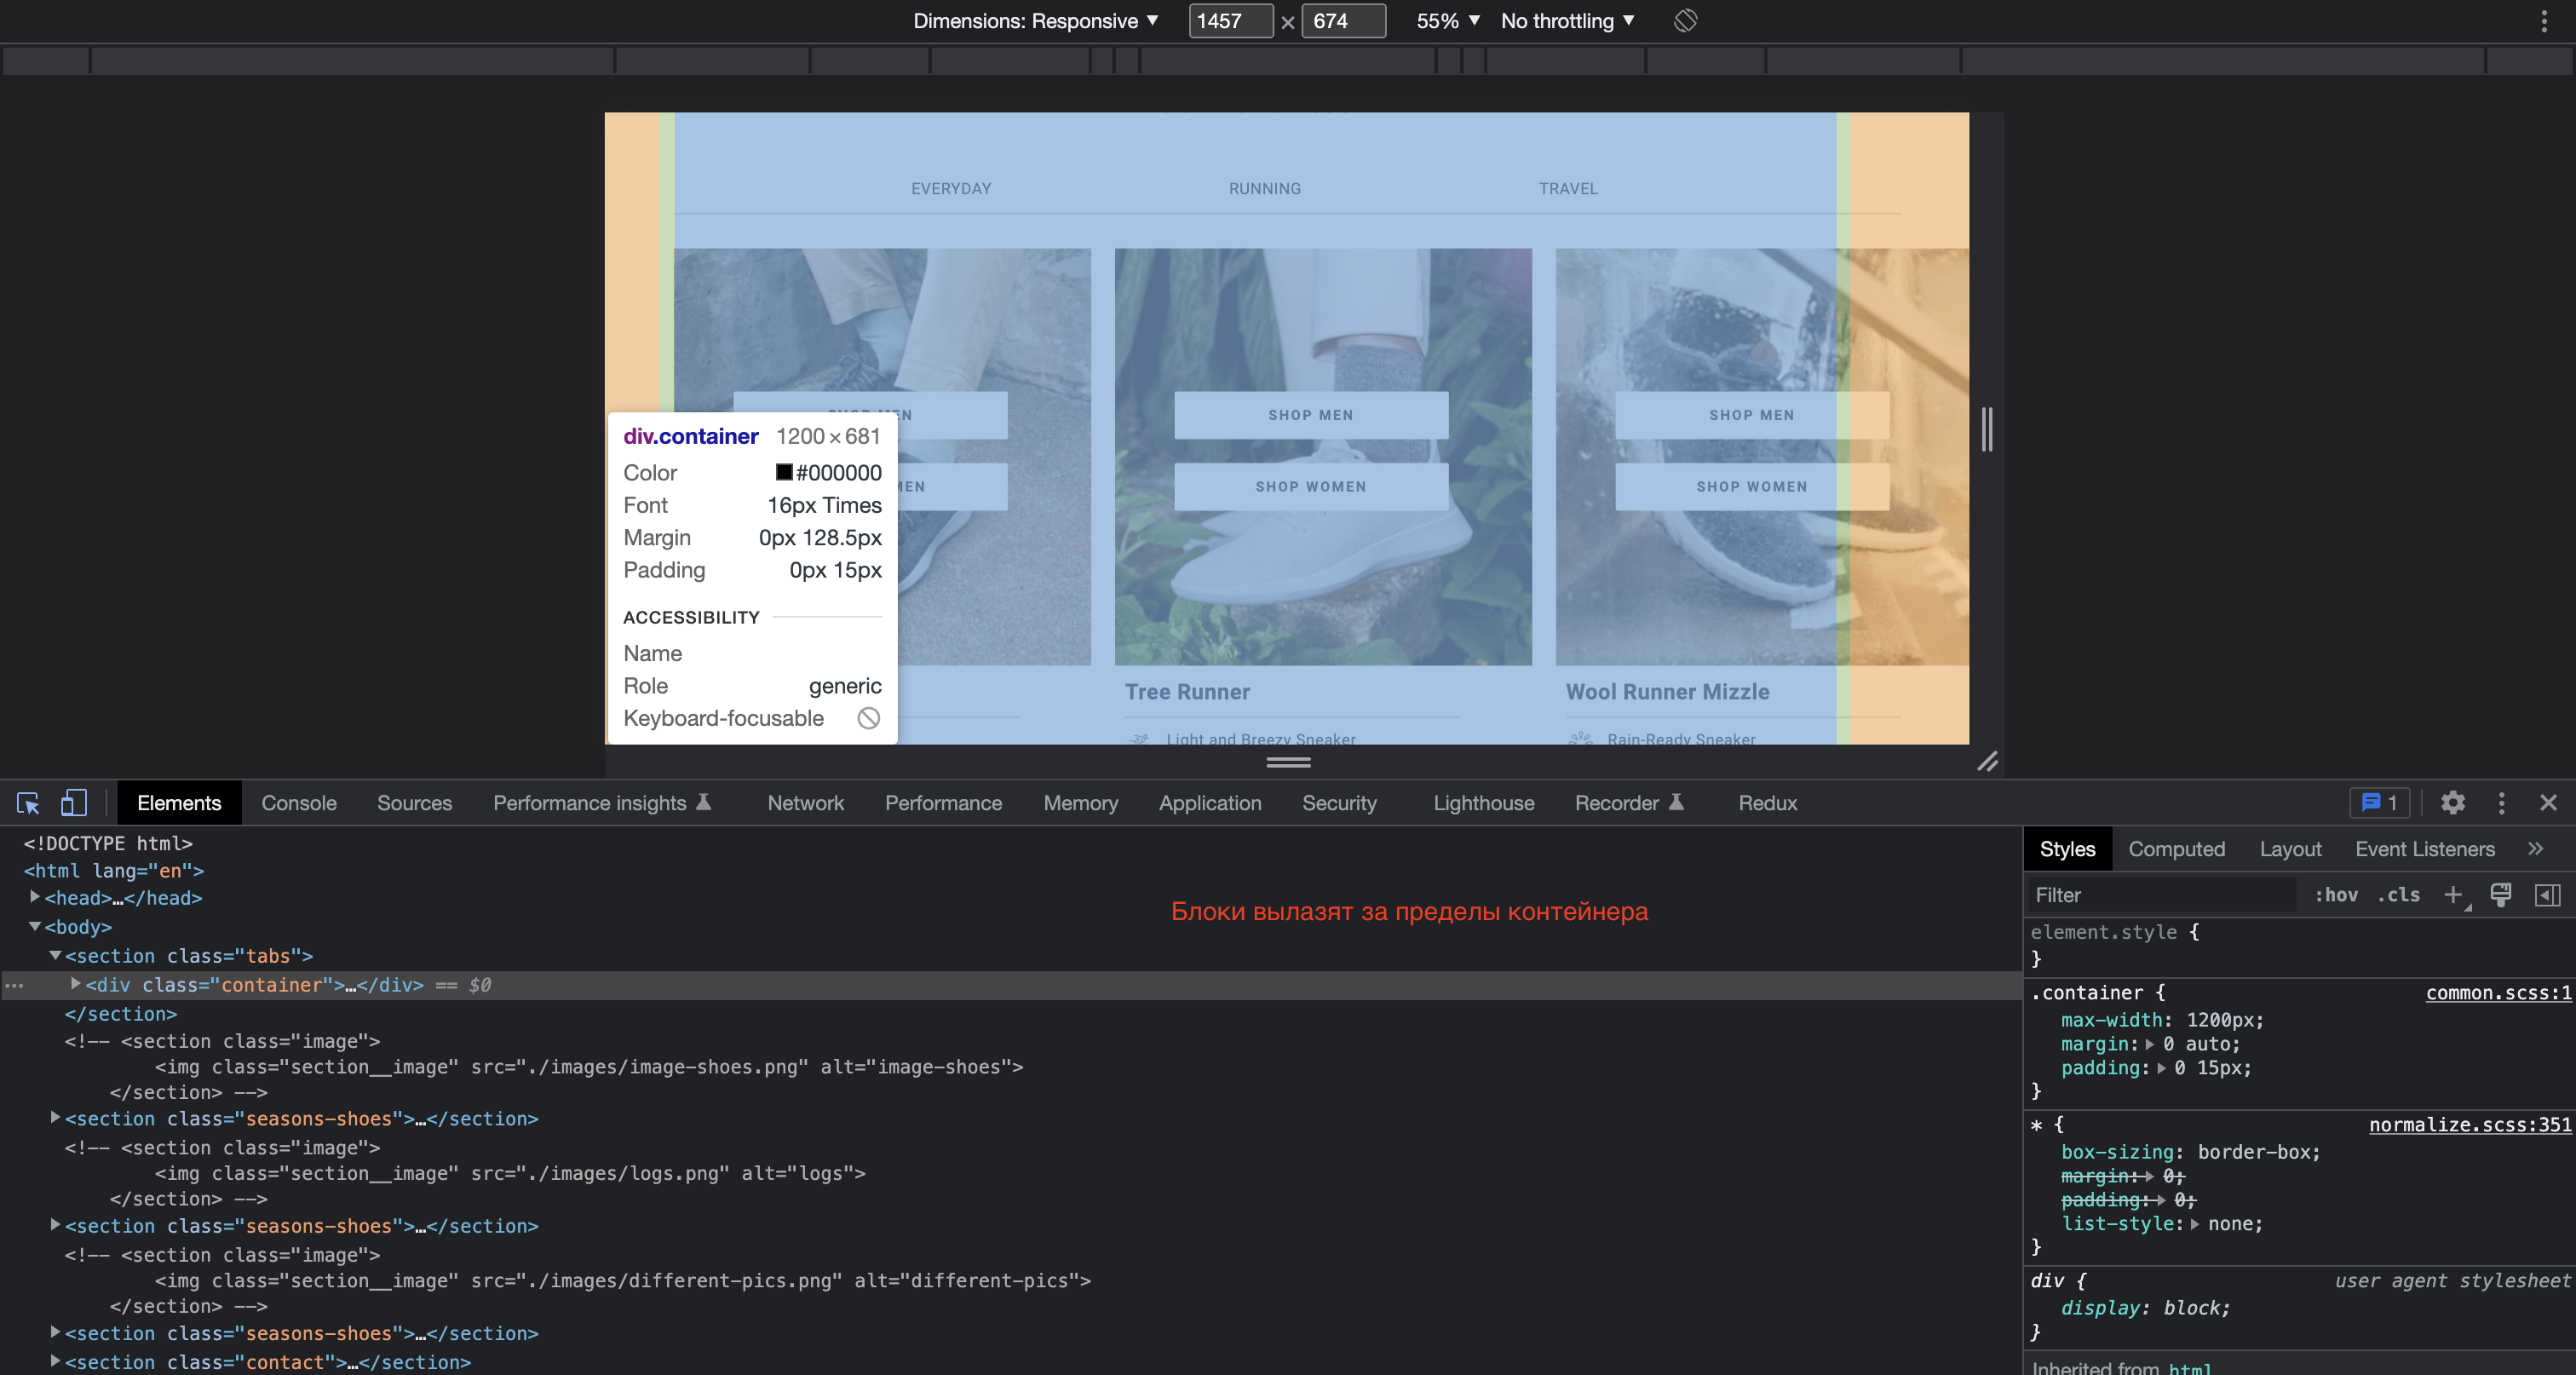 Dimensions: Responsive ▼ 1457 × 674 55% ▼ No throttling ▼
EVERYDAY RUNNING TRAVEL
SHOP MEN SHOP MEN
SHOP WOMEN SHOP WOMEN
div.container 1200×681
Color #000000
Font 16px Times
Margin 0px 128.5px
Padding 0px 15px
ACCESSIBILITY
Name
Role generic
Keyboard-focusable
Tree Runner Wool Runner Mizzle
Light and Breezy Sneaker Rain-Ready Sneaker
Elements Console Sources Performance insights Network Performance Memory Application Security Lighthouse Recorder Redux 1
<!DOCTYPE html>
<html lang="en">
<head>…</head>
<body>
<section class="tabs">
<div class="container">…</div> == $0
</section>
<!-- <section class="image">
<img class="section__image" src="./images/image-shoes.png" alt="image-shoes">
</section> -->
<section class="seasons-shoes">…</section>
<!-- <section class="image">
<img class="section__image" src="./images/logs.png" alt="logs">
</section> -->
<section class="seasons-shoes">…</section>
<!-- <section class="image">
<img class="section__image" src="./images/different-pics.png" alt="different-pics">
</section> -->
<section class="seasons-shoes">…</section>
<section class="contact">…</section>
Блоки вылазят за пределы контейнера
Styles Computed Layout Event Listeners »
Filter :hov .cls +
element.style {
}
.container { common.scss:1
max-width: 1200px;
margin: 0 auto;
padding: 0 15px;
}
* { normalize.scss:351
box-sizing: border-box;
margin: 0;
padding: 0;
list-style: none;
}
div { user agent stylesheet
display: block;
}
Inherited from html